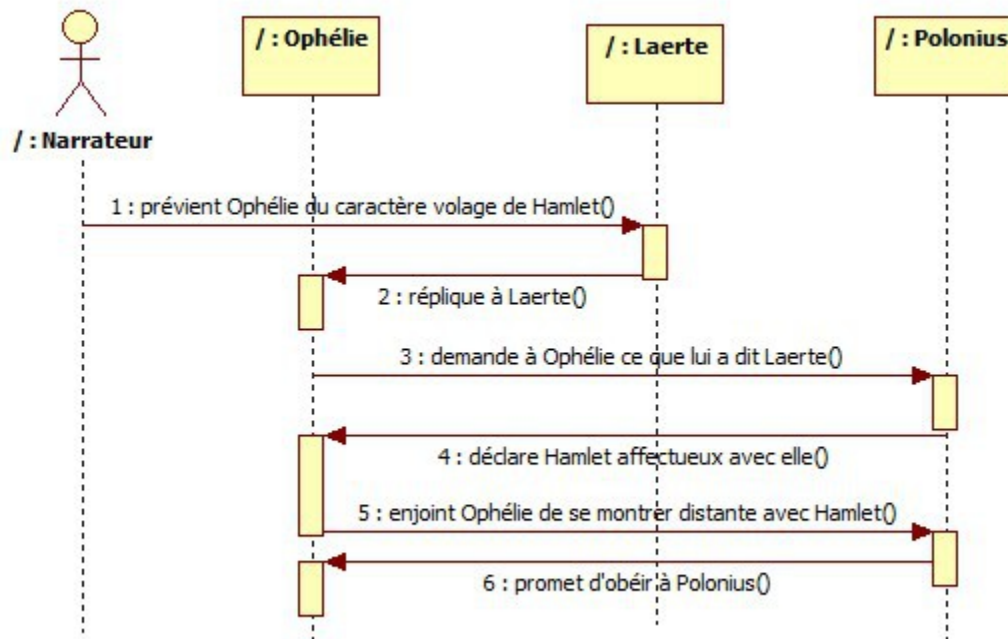 / : Ophélie
/ : Laerte
/ : Polonius
/ : Narrateur
1 : prévient Ophélie du caractère volage de Hamlet()
2 : réplique à Laerte()
3 : demande à Ophélie ce que lui a dit Laerte()
4 : déclare Hamlet affectueux avec elle()
5 : enjoint Ophélie de se montrer distante avec Hamlet()
6 : promet d'obéir à Polonius()